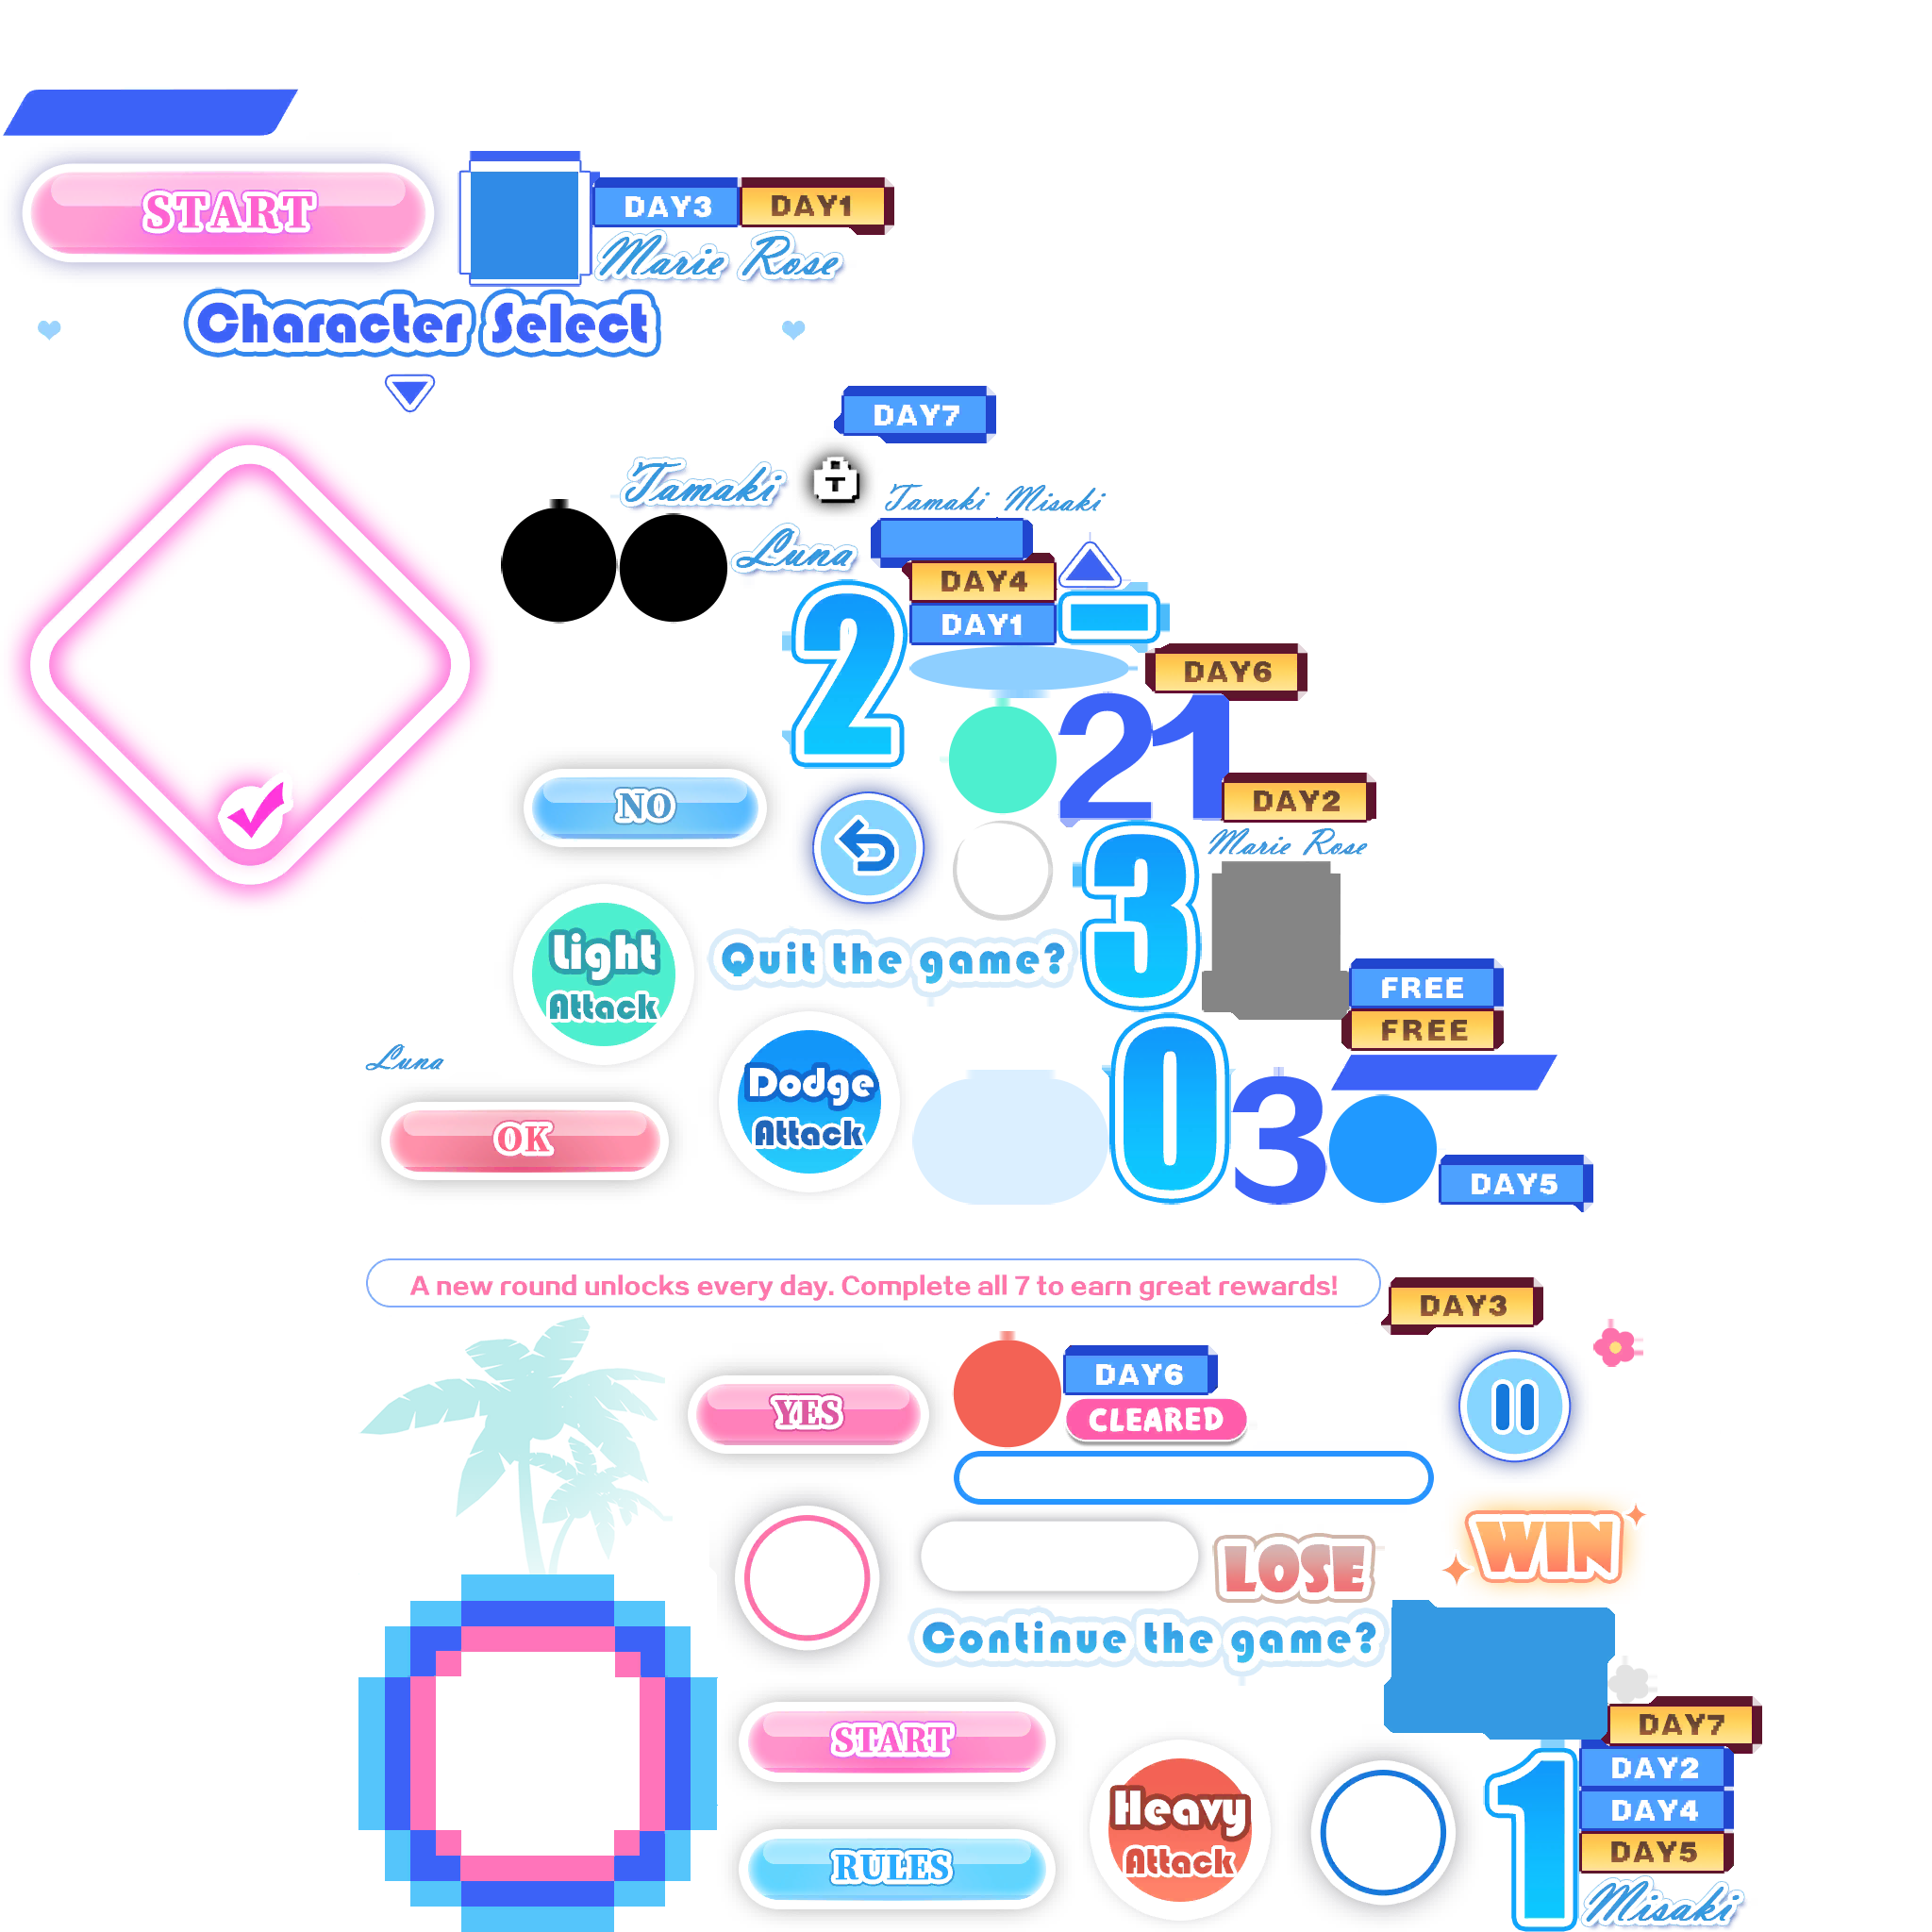 START
DAY3
DAY1
Marie Rose
Character Select
DAY7
Tamaki
Tamaki Misaki
Luna
DAY4
DAY1
2
DAY6
21
NO
DAY2
Marie Rose
3
Light
Attack
Quit the game?
FREE
FREE
Luna
Dodge
Attack
0
3
OK
DAY5
A new round unlocks every day. Complete all 7 to earn great rewards!
DAY3
DAY6
YES
CLEARED
WIN
LOSE
Continue the game?
DAY7
START
DAY2
Heavy
Attack
1
DAY4
DAY5
RULES
Misaki